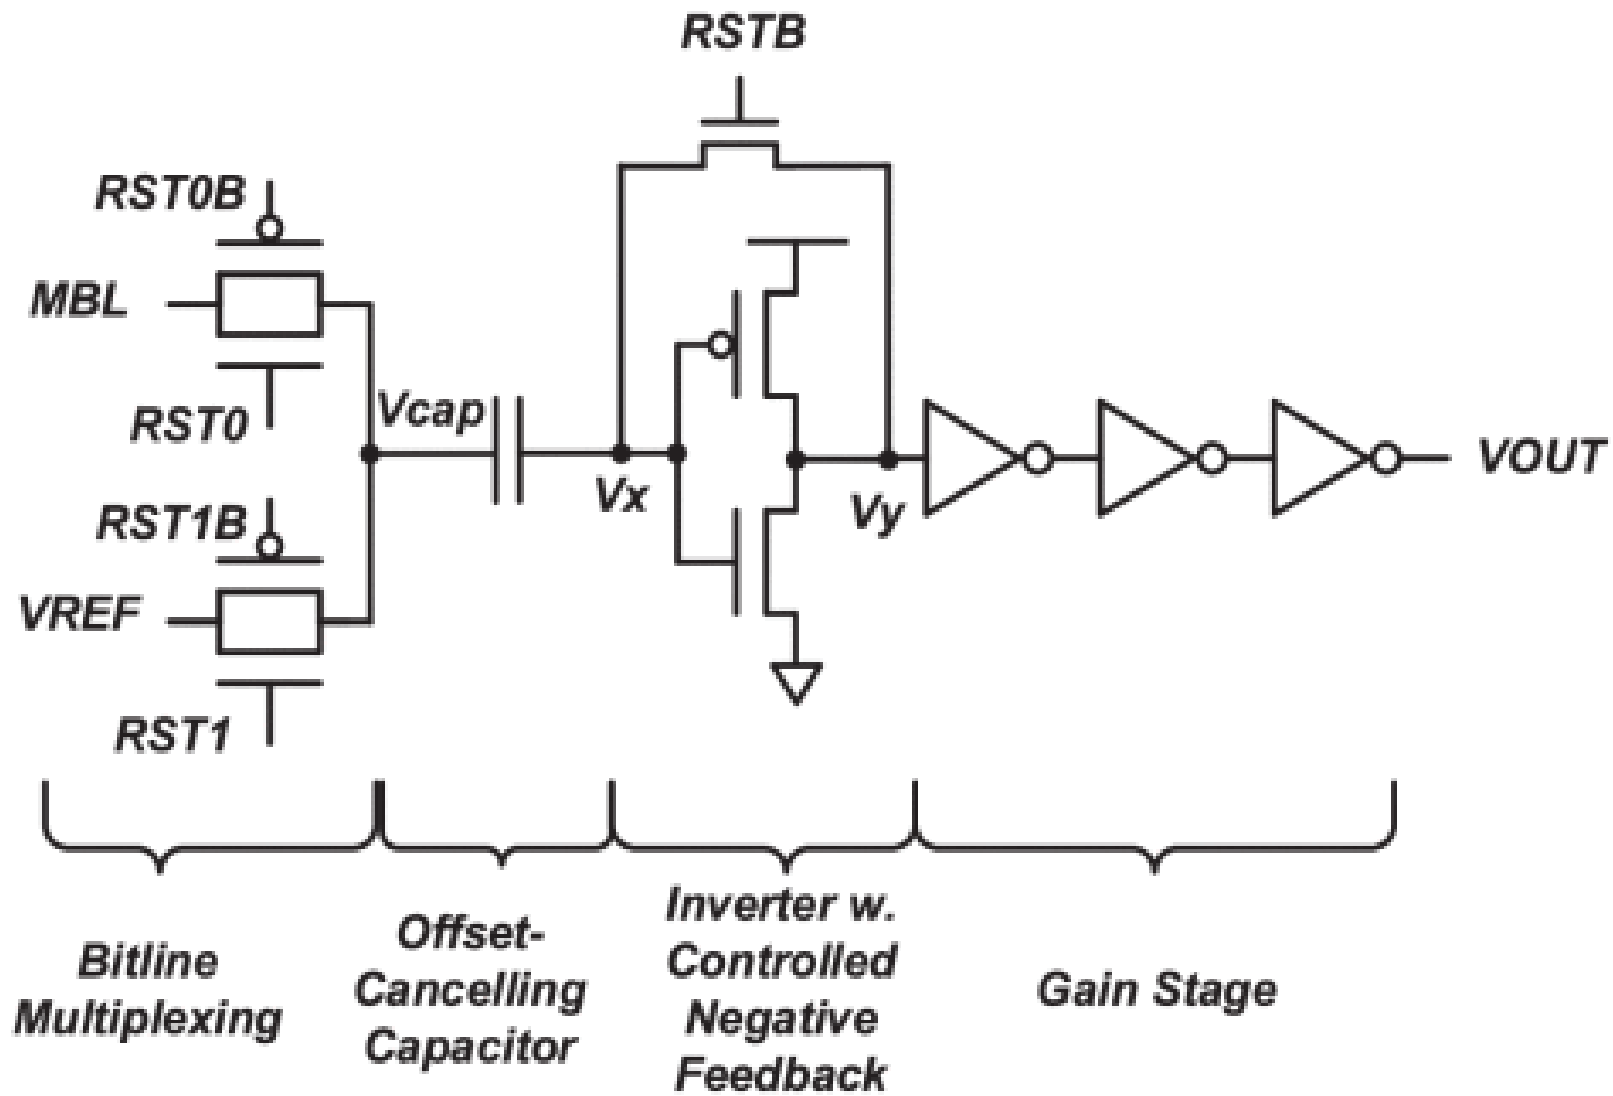 RSTB
RST0B
MBL
RST0
Vcap
Vx
Vy
VOUT
RST1B
VREF
RST1
Bitline
Multiplexing
Offset-
Cancelling
Capacitor
Inverter w.
Controlled
Negative
Feedback
Gain Stage